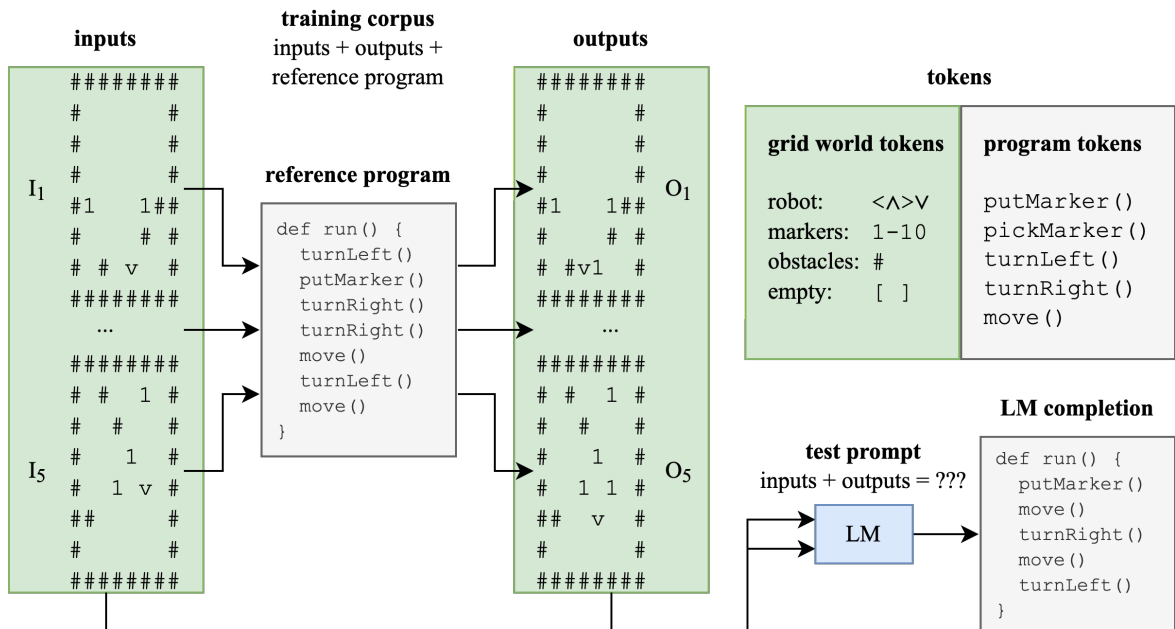 inputs
training corpus
inputs + outputs +
reference program
outputs
I1
########
#      #
#      #
#      #
#1   1##
#    # #
# # v  #
########
...
########
# #  1 #
#  #   #
#   1  #
#  1 v #
##     #
#      #
########
I5
reference program
def run() {
  turnLeft()
  putMarker()
  turnRight()
  turnRight()
  move()
  turnLeft()
  move()
}
########
#      #
#      #
#      #
#1   1##
#    # #
# #v1  #
########
...
########
# #  1 #
#  #   #
#   1  #
#  1 1 #
##  v  #
#      #
########
O1
O5
tokens
grid world tokens
robot: <∧>∨
markers: 1-10
obstacles: #
empty: [ ]
program tokens
putMarker()
pickMarker()
turnLeft()
turnRight()
move()
test prompt
inputs + outputs = ???
LM
LM completion
def run() {
  putMarker()
  move()
  turnRight()
  move()
  turnLeft()
}